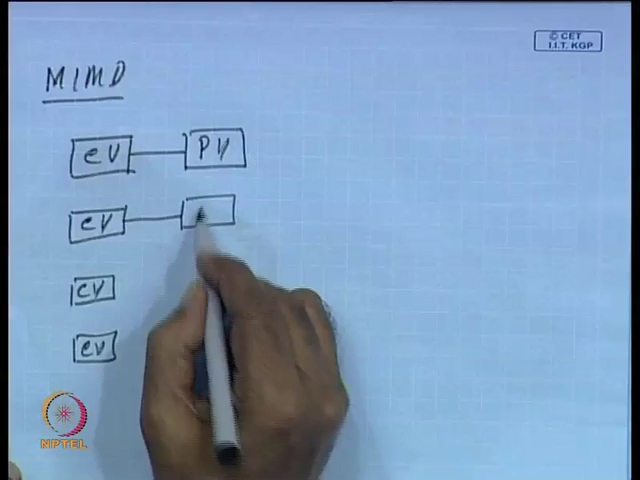 © CET
I.I.T. KGP
MIMD
CU PU
CU
CU
CU
NPTEL